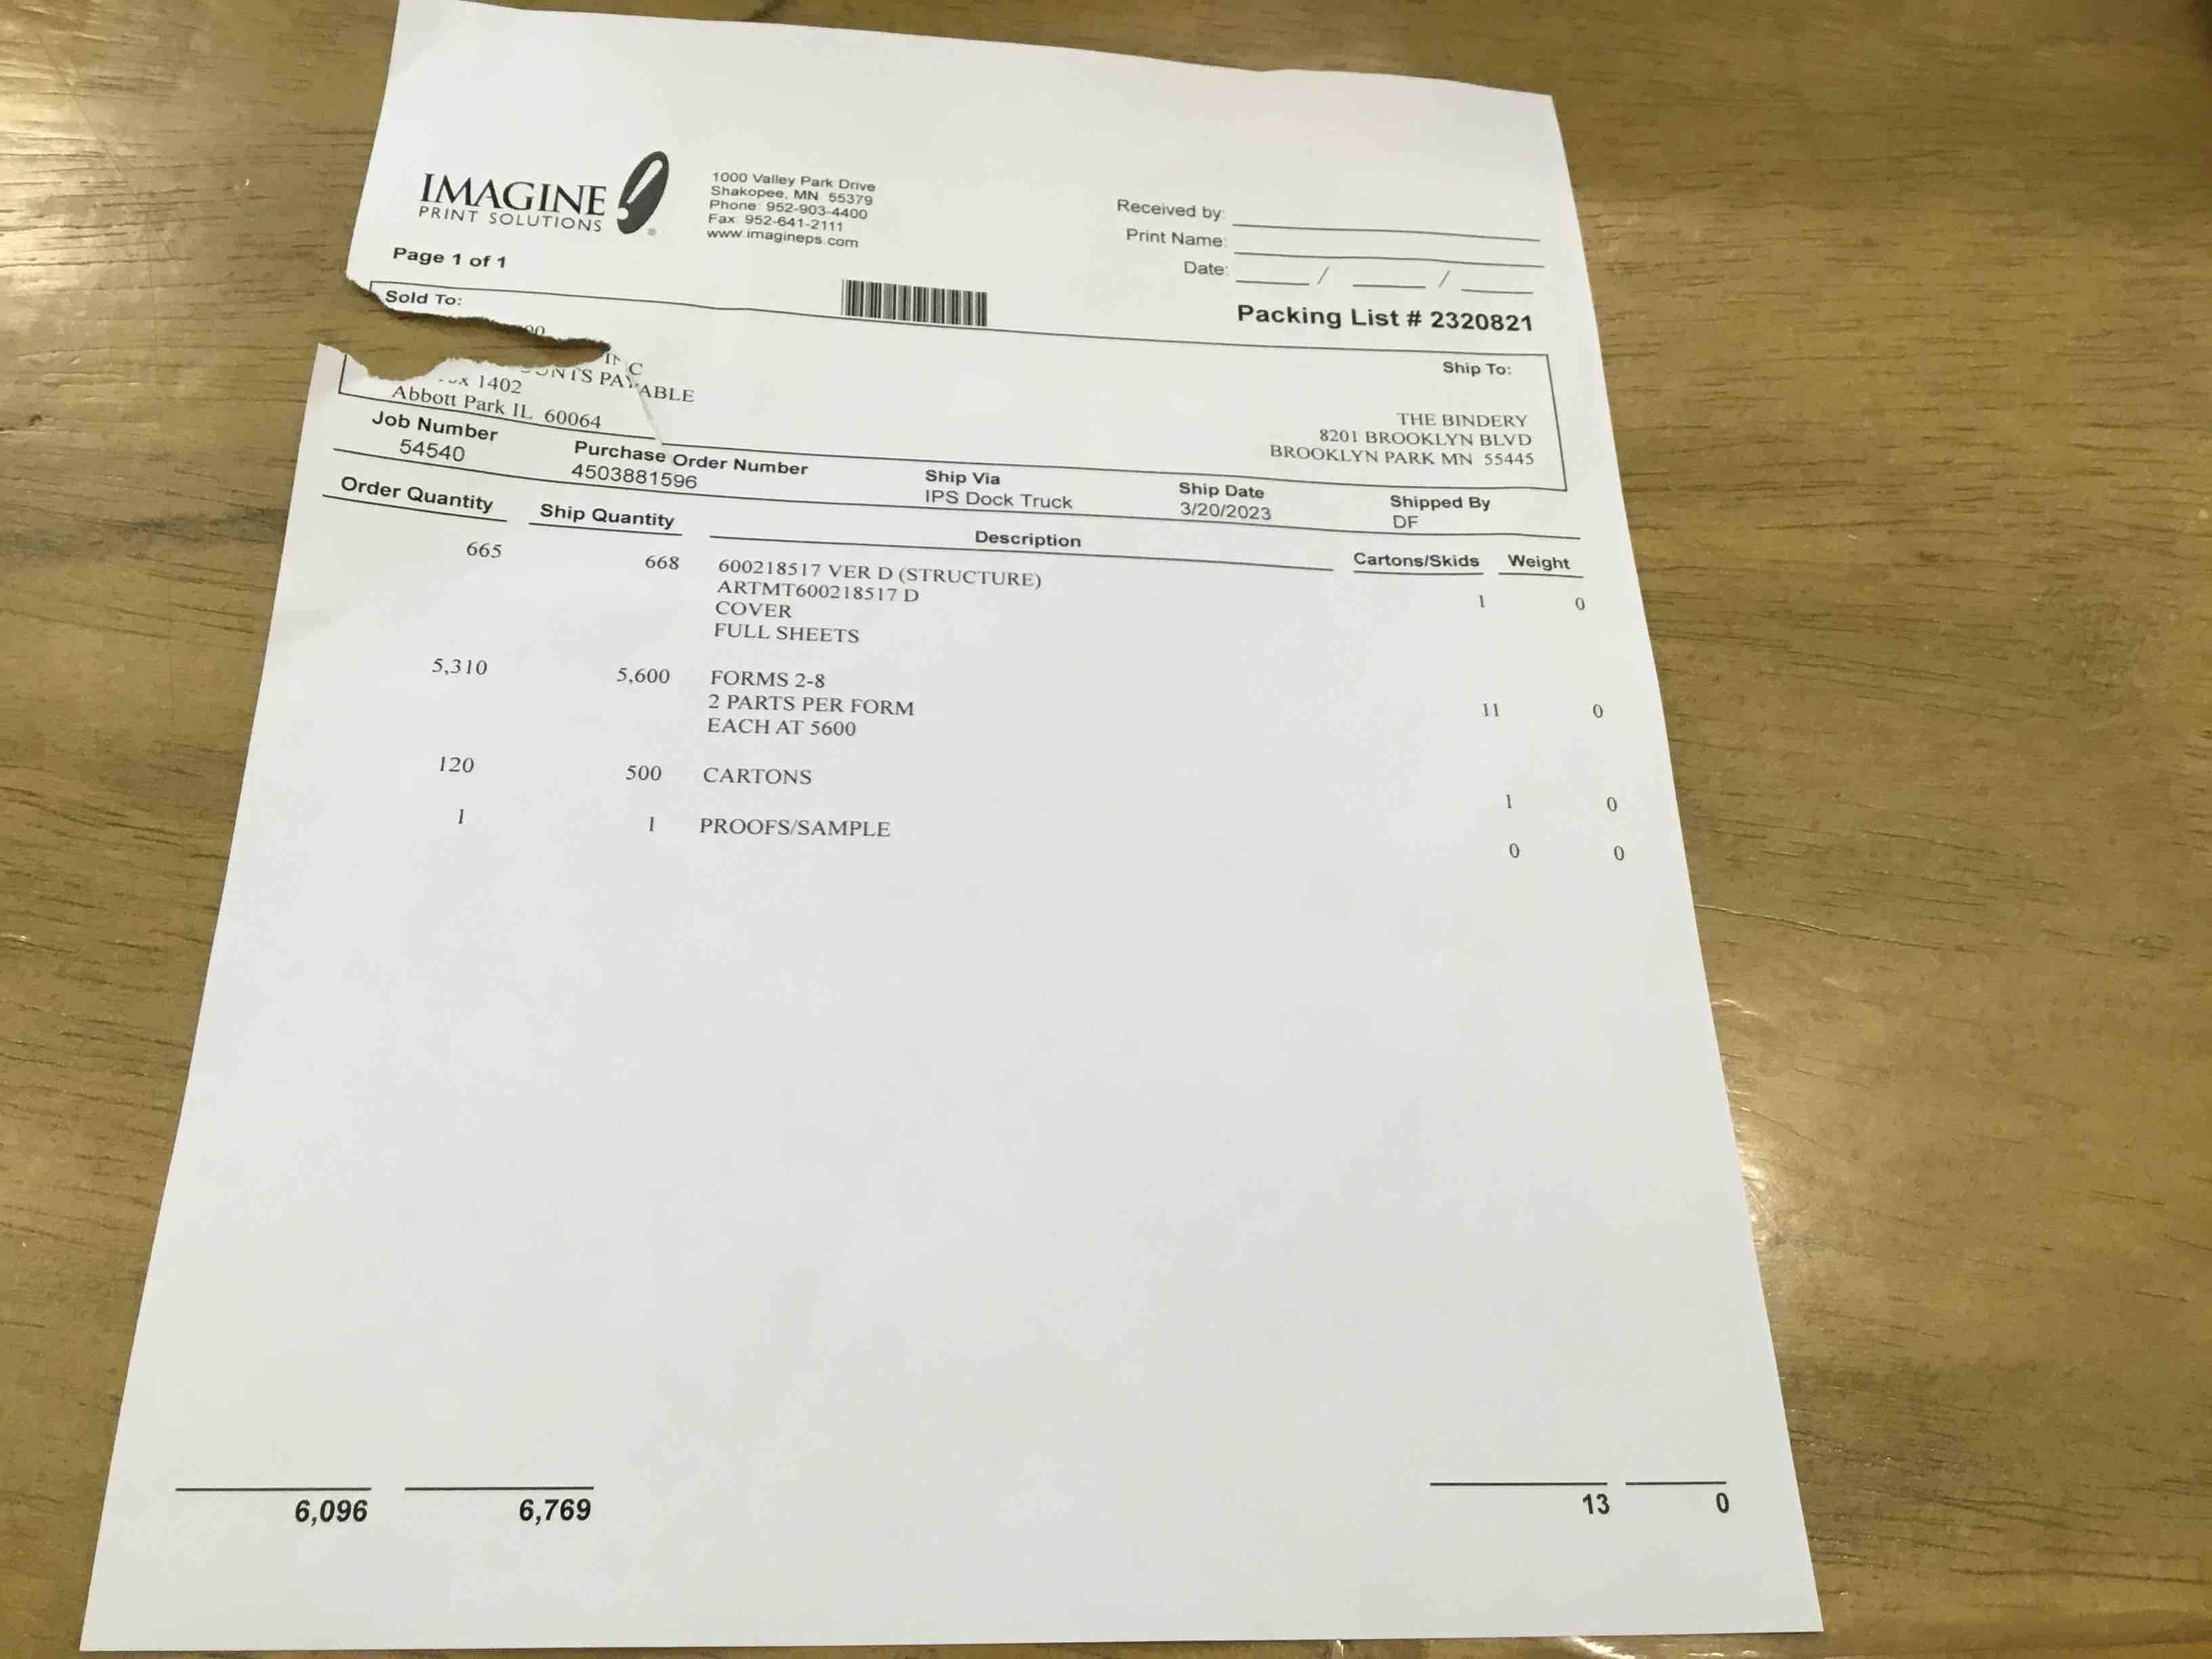 IMAGINE
PRINT SOLUTIONS
1000 Valley Park Drive
Shakopee, MN 55379
Phone: 952-903-4400
Fax: 952-641-2111
www.imagineps.com
Received by:
Print Name:
Date: / /
Page 1 of 1
Packing List # 2320821
Sold To:
PAYABLE
1402
Abbott Park IL 60064
Ship To:
THE BINDERY
8201 BROOKLYN BLVD
BROOKLYN PARK MN 55445
Job Number Purchase Order Number Ship Via Ship Date Shipped By
54540 4503881596 IPS Dock Truck 3/20/2023 DF
Order Quantity Ship Quantity Description Cartons/Skids Weight
665 668 600218517 VER D (STRUCTURE) 1 0
ARTMT600218517 D
COVER
FULL SHEETS
5,310 5,600 FORMS 2-8 11 0
2 PARTS PER FORM
EACH AT 5600
120 500 CARTONS 1 0
1 1 PROOFS/SAMPLE 0 0
6,096 6,769 13 0